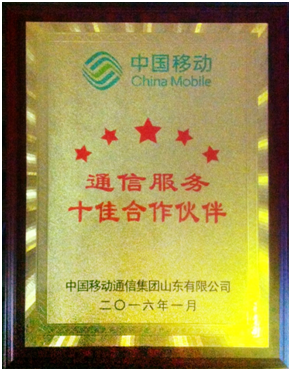 中国移动
China Mobile
通信服务
十佳合作伙伴
中国移动通信集团山东有限公司
二〇一六年一月